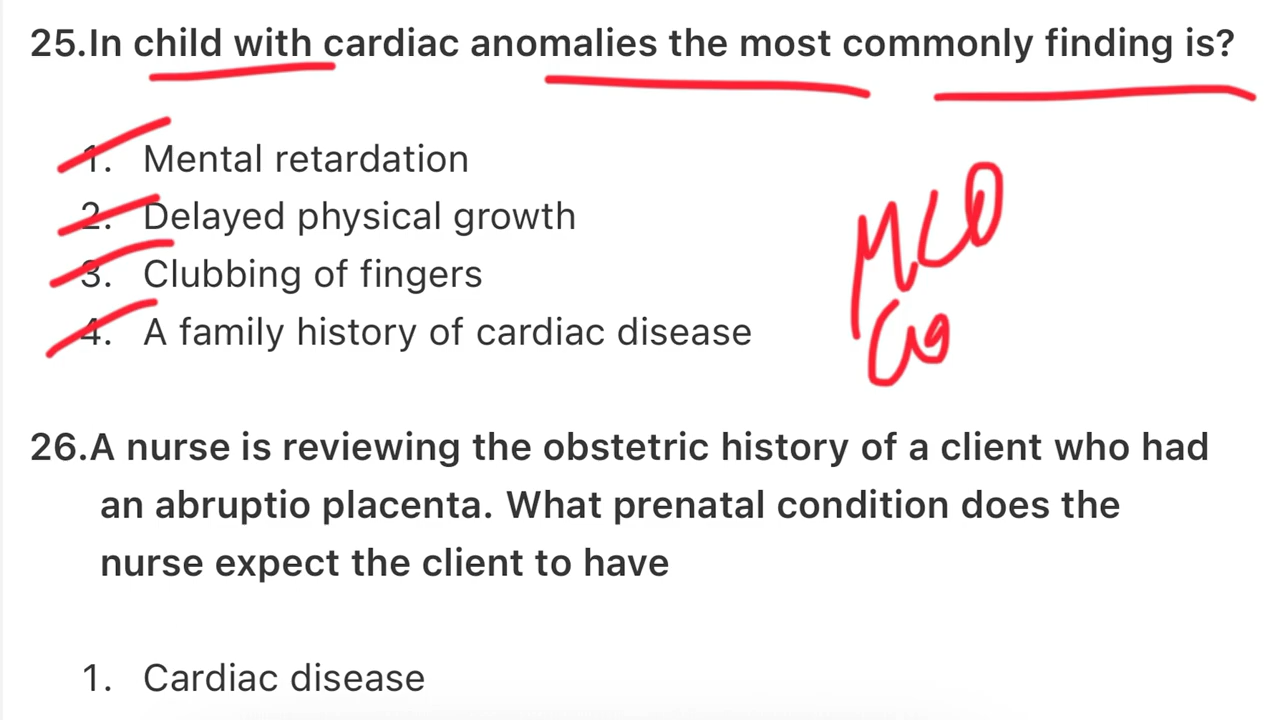 25.In child with cardiac anomalies the most commonly finding is?
1. Mental retardation
2. Delayed physical growth
3. Clubbing of fingers
4. A family history of cardiac disease
26.A nurse is reviewing the obstetric history of a client who had
an abruptio placenta. What prenatal condition does the
nurse expect the client to have
1. Cardiac disease